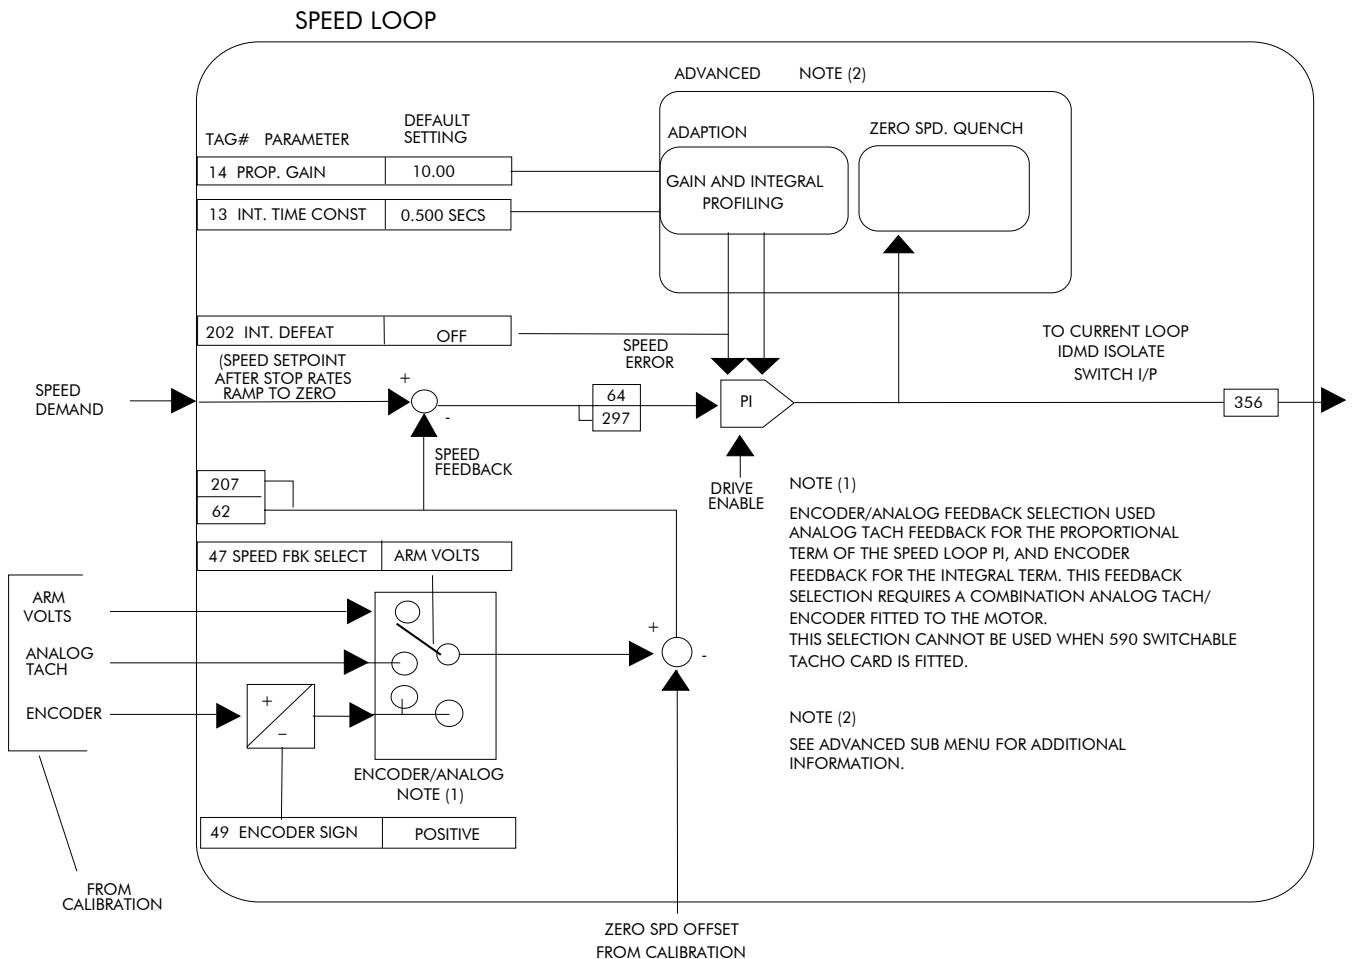 SPEED LOOP
ADVANCED NOTE (2)
TAG# PARAMETER
DEFAULT
SETTING
ADAPTION
ZERO SPD. QUENCH
14 PROP. GAIN 10.00
GAIN AND INTEGRAL
PROFILING
13 INT. TIME CONST 0.500 SECS
202 INT. DEFEAT OFF
SPEED
ERROR
TO CURRENT LOOP
IDMD ISOLATE
SWITCH I/P
(SPEED SETPOINT
AFTER STOP RATES
RAMP TO ZERO
SPEED
DEMAND
+
-
64
297
PI
356
SPEED
FEEDBACK
DRIVE
ENABLE
207
62
NOTE (1)
ENCODER/ANALOG FEEDBACK SELECTION USED
ANALOG TACH FEEDBACK FOR THE PROPORTIONAL
TERM OF THE SPEED LOOP PI, AND ENCODER
FEEDBACK FOR THE INTEGRAL TERM. THIS FEEDBACK
SELECTION REQUIRES A COMBINATION ANALOG TACH/
ENCODER FITTED TO THE MOTOR.
THIS SELECTION CANNOT BE USED WHEN 590 SWITCHABLE
TACHO CARD IS FITTED.
47 SPEED FBK SELECT ARM VOLTS
ARM
VOLTS
ANALOG
TACH
ENCODER
+
-
+
–
NOTE (2)
SEE ADVANCED SUB MENU FOR ADDITIONAL
INFORMATION.
ENCODER/ANALOG
NOTE (1)
49 ENCODER SIGN POSITIVE
FROM
CALIBRATION
ZERO SPD OFFSET
FROM CALIBRATION